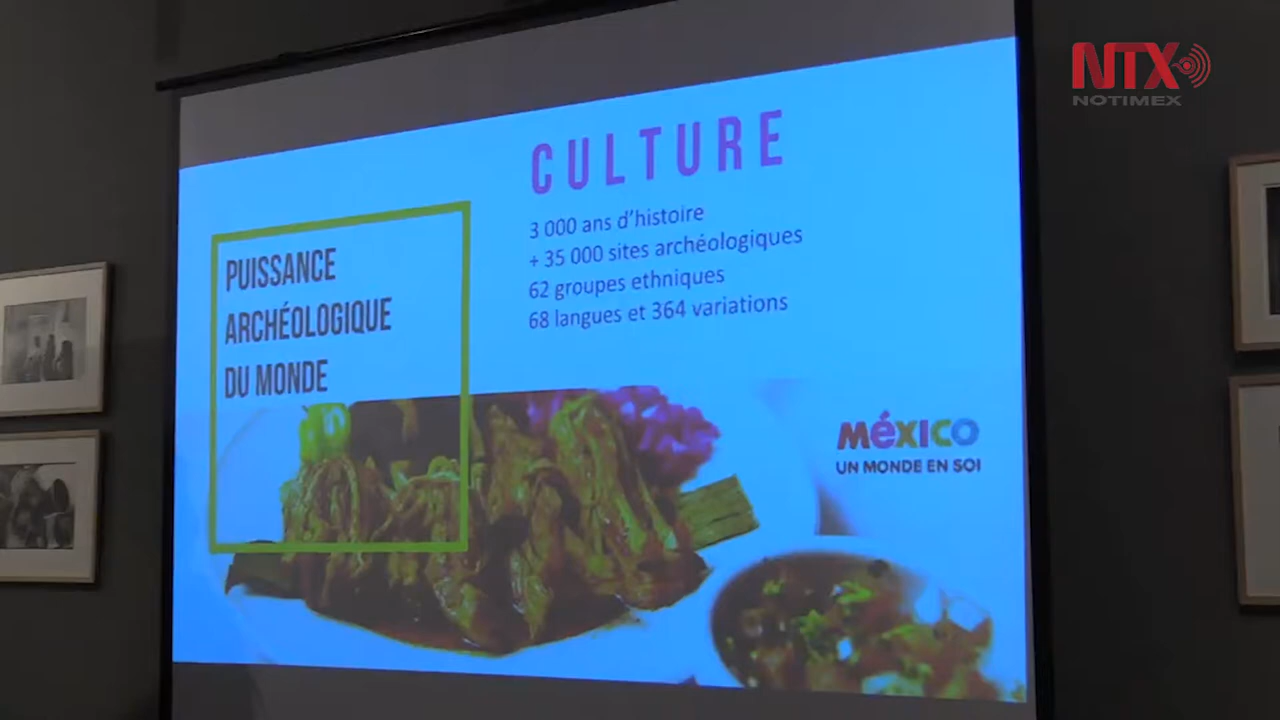 NTX
NOTIMEX
CULTURE
3 000 ans d'histoire
+ 35 000 sites archéologiques
62 groupes ethniques
68 langues et 364 variations
PUISSANCE
ARCHÉOLOGIQUE
DU MONDE
MéXICO
UN MONDE EN SOI